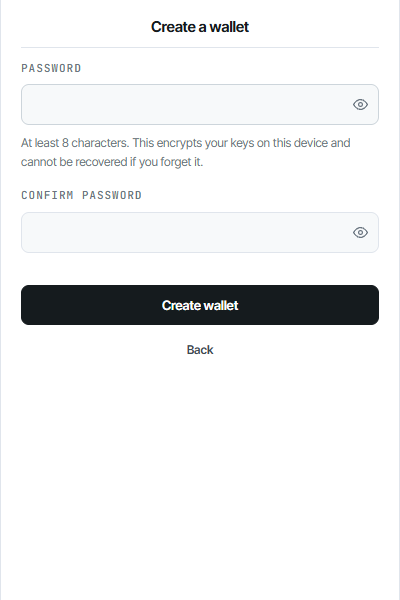 Create a wallet
PASSWORD
At least 8 characters. This encrypts your keys on this device and
cannot be recovered if you forget it.
CONFIRM PASSWORD
Create wallet
Back